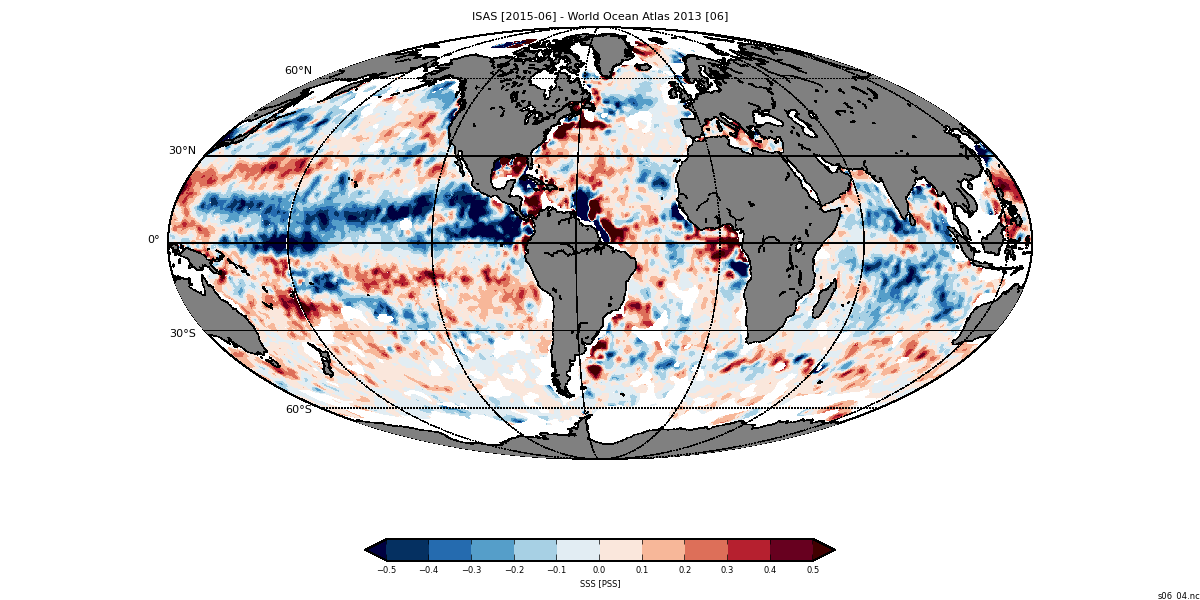 ISAS [2015-06] - World Ocean Atlas 2013 [06]
60°N
30°N
0°
30°S
60°S
−0.5 −0.4 −0.3 −0.2 −0.1 0.0 0.1 0.2 0.3 0.4 0.5
SSS [PSS]
s06_04.nc